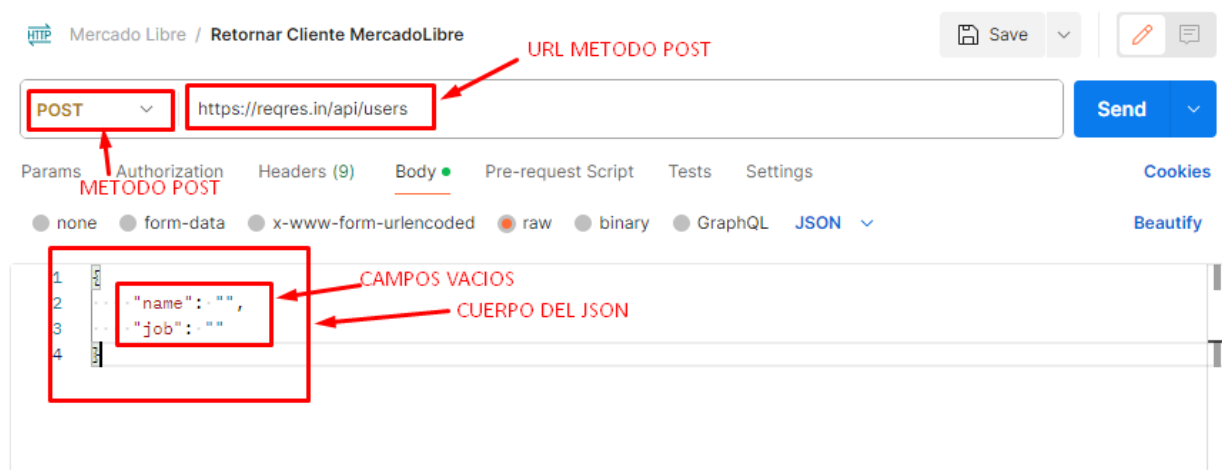 HTTP Mercado Libre / Retornar Cliente MercadoLibre
Save
URL METODO POST
POST https://reqres.in/api/users
Send
Params Authorization Headers (9) Body Pre-request Script Tests Settings Cookies
METODO POST
none form-data x-www-form-urlencoded raw binary GraphQL JSON Beautify
1 {
CAMPOS VACIOS
2 "name": "",
CUERPO DEL JSON
3 "job": ""
4 }